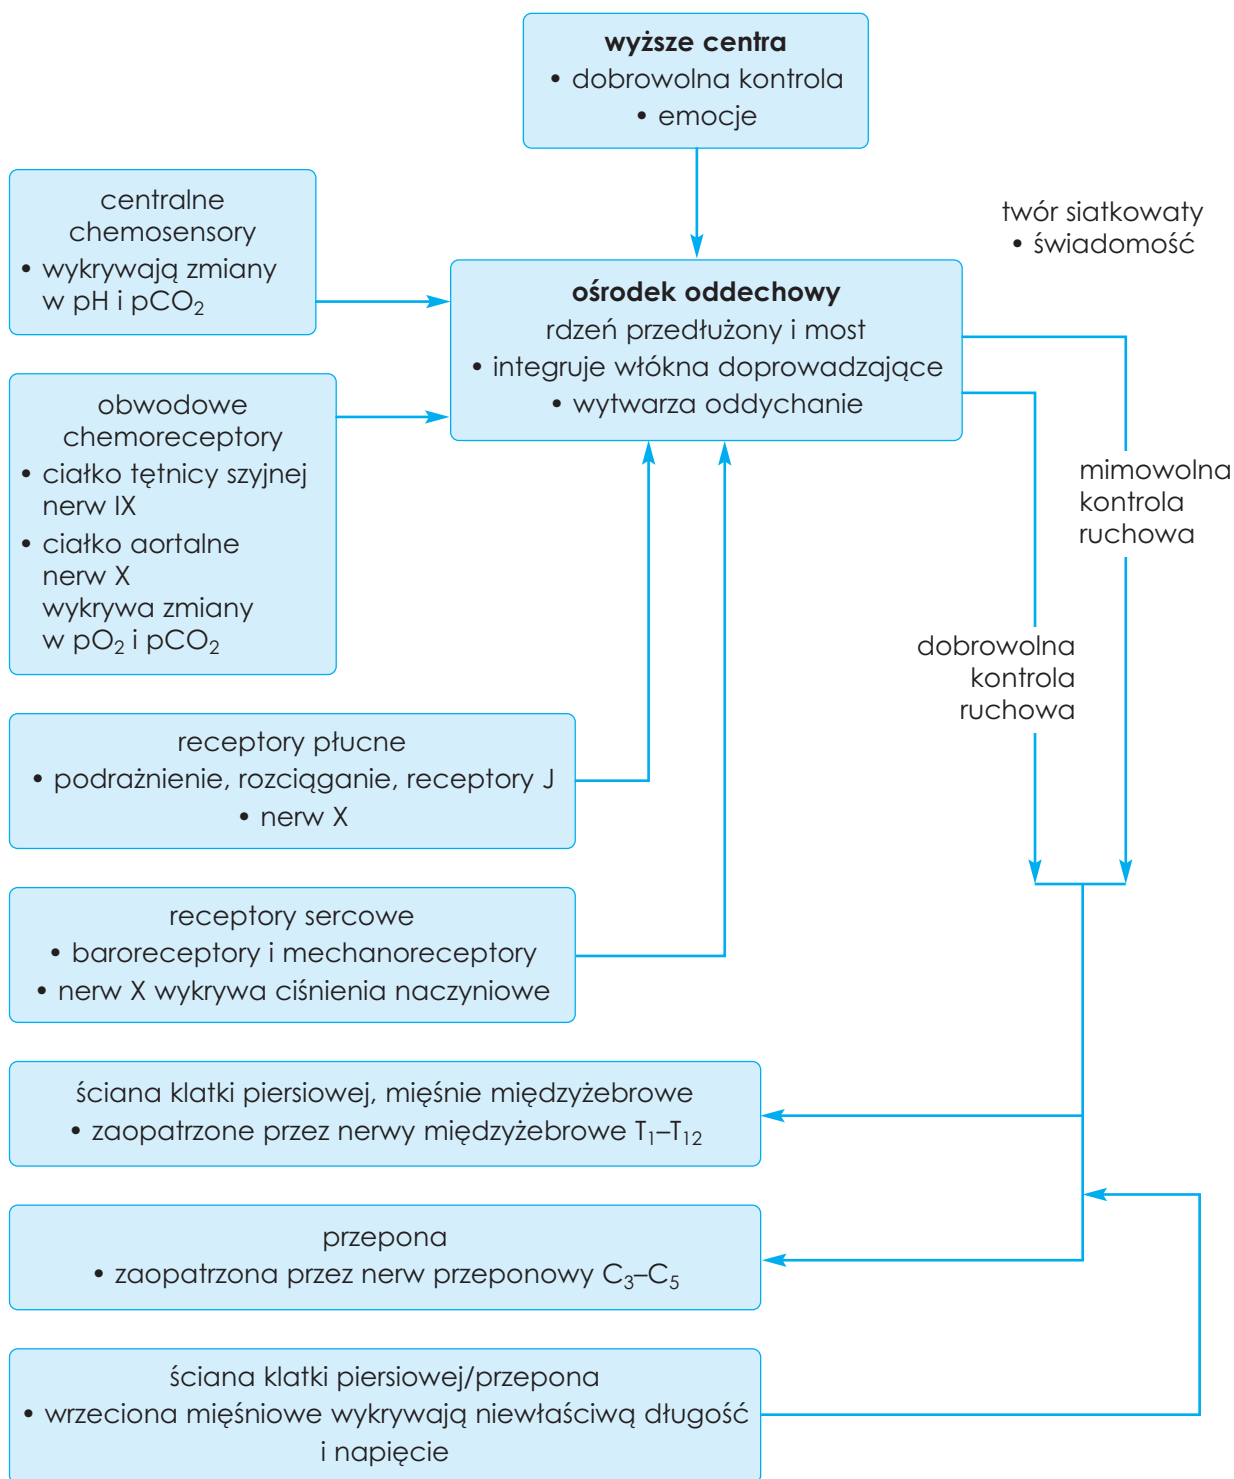 wyższe centra
• dobrowolna kontrola
• emocje
centralne
chemosensory
• wykrywają zmiany
w pH i pCO₂
twór siatkowaty
• świadomość
ośrodek oddechowy
rdzeń przedłużony i most
• integruje włókna doprowadzające
• wytwarza oddychanie
obwodowe
chemoreceptory
• ciałko tętnicy szyjnej
nerw IX
• ciałko aortalne
nerw X
wykrywa zmiany
w pO₂ i pCO₂
mimowolna
kontrola
ruchowa
dobrowolna
kontrola
ruchowa
receptory płucne
• podrażnienie, rozciąganie, receptory J
• nerw X
receptory sercowe
• baroreceptory i mechanoreceptory
• nerw X wykrywa ciśnienia naczyniowe
ściana klatki piersiowej, mięśnie międzyżebrowe
• zaopatrzone przez nerwy międzyżebrowe T₁–T₁₂
przepona
• zaopatrzona przez nerw przeponowy C₃–C₅
ściana klatki piersiowej/przepona
• wrzeciona mięśniowe wykrywają niewłaściwą długość
i napięcie